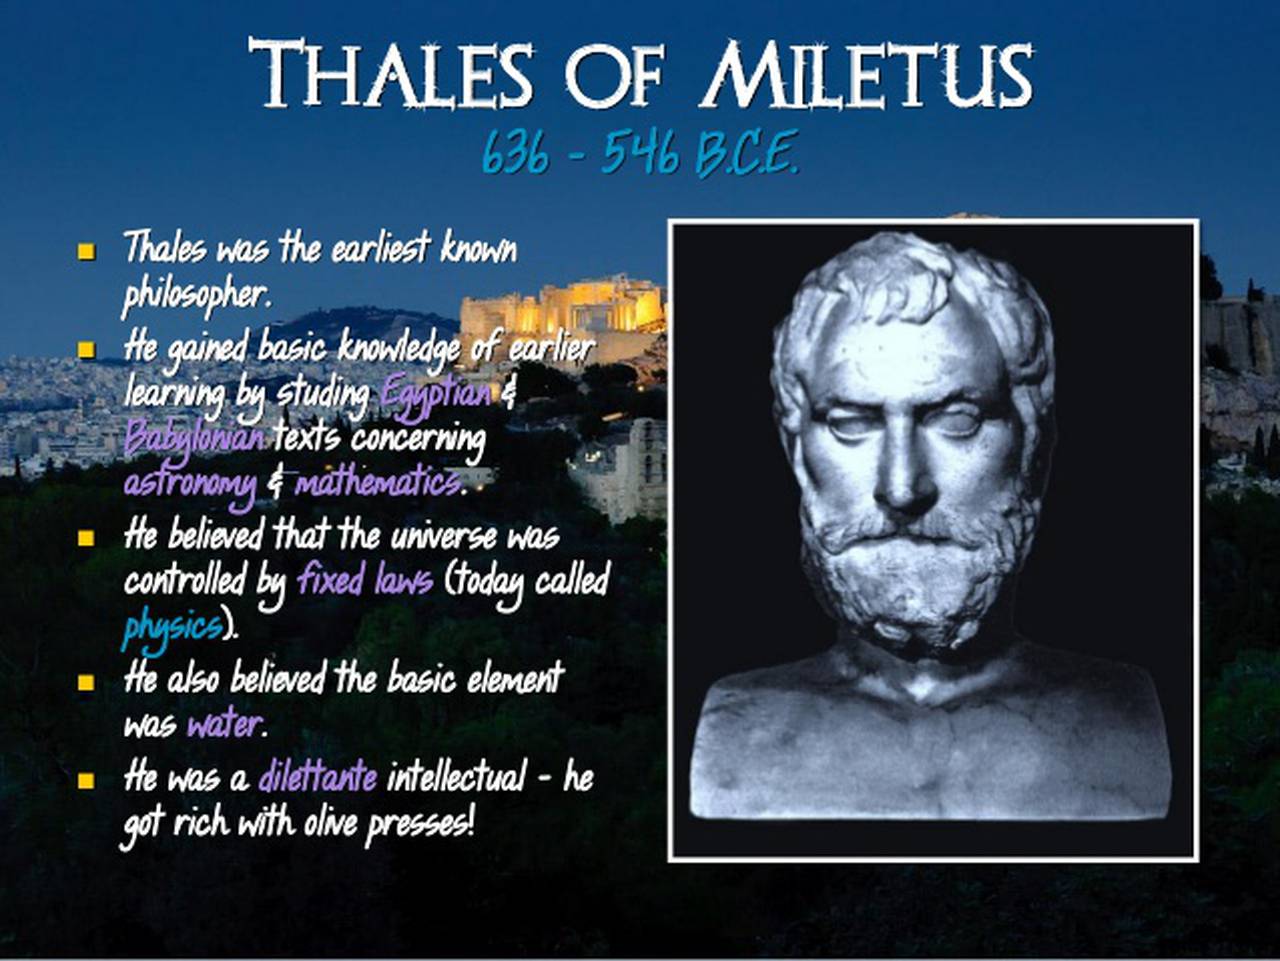 THALES OF MILETUS
636 - 546 B.C.E.
Thales was the earliest known
philosopher.
He gained basic knowledge of earlier
learning by studing Egyptian &
Babylonian texts concerning
astronomy & mathematics.
He believed that the universe was
controlled by fixed laws (today called
physics).
He also believed the basic element
was water.
He was a dilettante intellectual - he
got rich with olive presses!